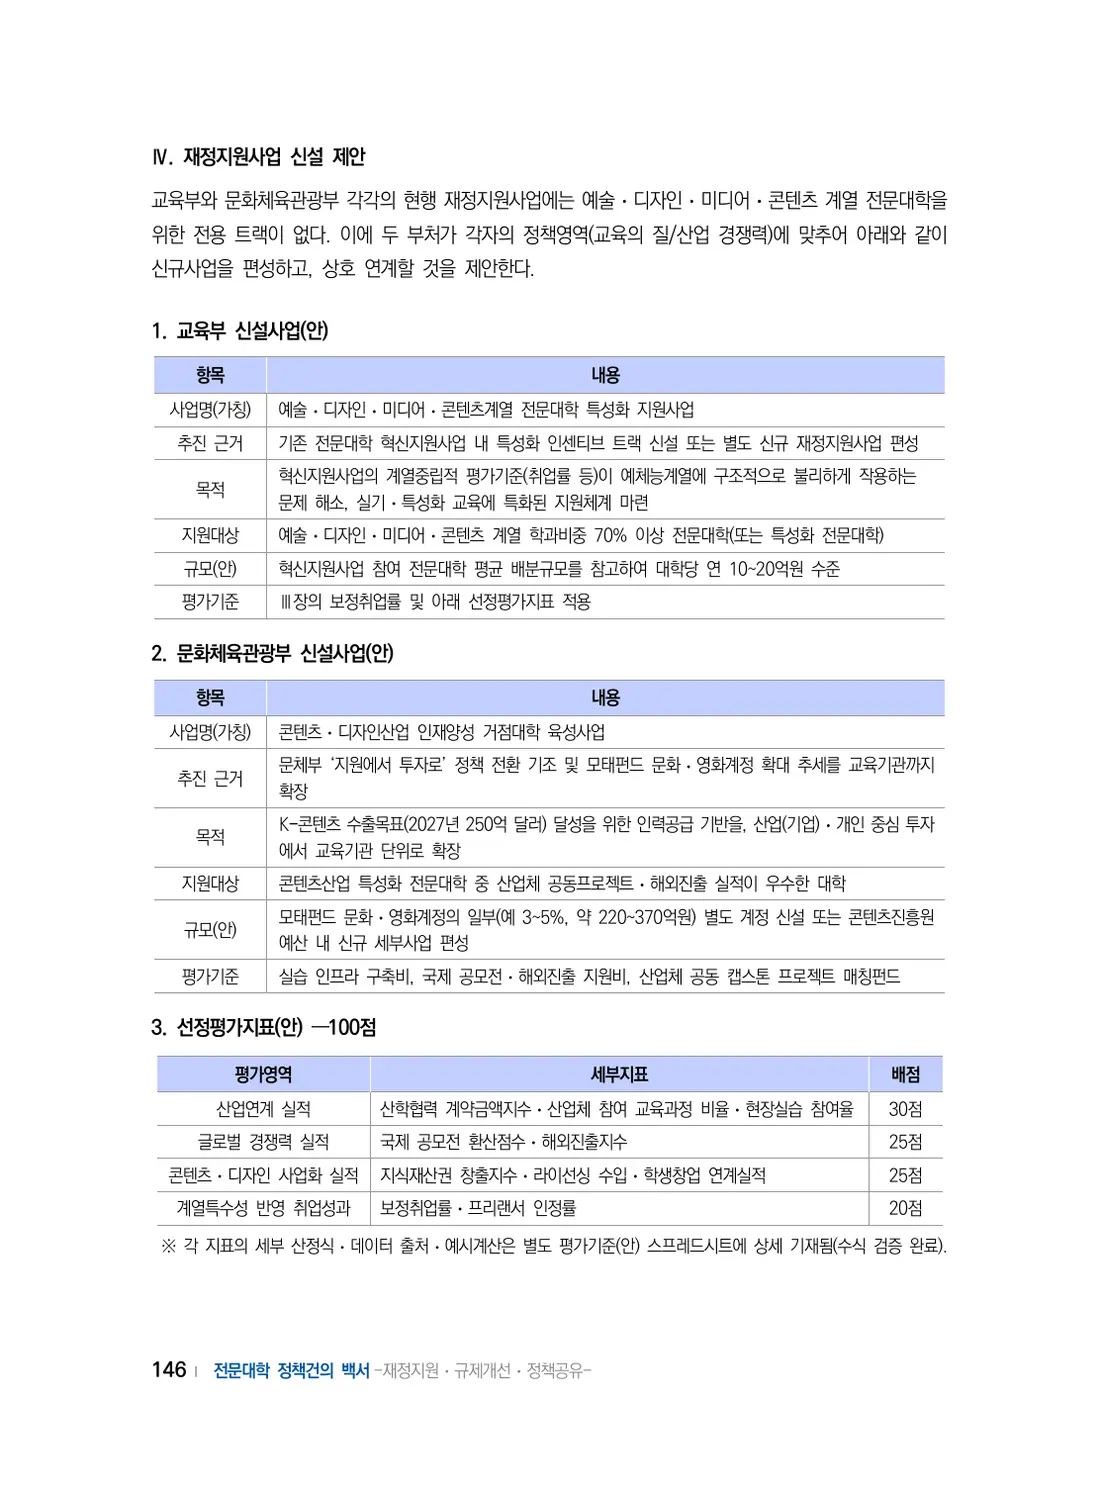 Ⅳ. 재정지원사업 신설 제안
교육부와 문화체육관광부 각각의 현행 재정지원사업에는 예술・디자인・미디어・콘텐츠 계열 전문대학을
위한 전용 트랙이 없다. 이에 두 부처가 각자의 정책영역(교육의 질/산업 경쟁력)에 맞추어 아래와 같이
신규사업을 편성하고, 상호 연계할 것을 제안한다.
1. 교육부 신설사업(안)
항목 내용
사업명(가칭) 예술・디자인・미디어・콘텐츠계열 전문대학 특성화 지원사업
추진 근거 기존 전문대학 혁신지원사업 내 특성화 인센티브 트랙 신설 또는 별도 신규 재정지원사업 편성
목적 혁신지원사업의 계열중립적 평가기준(취업률 등)이 예체능계열에 구조적으로 불리하게 작용하는
문제 해소, 실기・특성화 교육에 특화된 지원체계 마련
지원대상 예술・디자인・미디어・콘텐츠 계열 학과비중 70% 이상 전문대학(또는 특성화 전문대학)
규모(안) 혁신지원사업 참여 전문대학 평균 배분규모를 참고하여 대학당 연 10~20억원 수준
평가기준 Ⅲ장의 보정취업률 및 아래 선정평가지표 적용
2. 문화체육관광부 신설사업(안)
항목 내용
사업명(가칭) 콘텐츠・디자인산업 인재양성 거점대학 육성사업
추진 근거 문체부 ‘지원에서 투자로’ 정책 전환 기조 및 모태펀드 문화・영화계정 확대 추세를 교육기관까지
확장
목적 K-콘텐츠 수출목표(2027년 250억 달러) 달성을 위한 인력공급 기반을, 산업(기업)・개인 중심 투자
에서 교육기관 단위로 확장
지원대상 콘텐츠산업 특성화 전문대학 중 산업체 공동프로젝트・해외진출 실적이 우수한 대학
규모(안) 모태펀드 문화・영화계정의 일부(예 3~5%, 약 220~370억원) 별도 계정 신설 또는 콘텐츠진흥원
예산 내 신규 세부사업 편성
평가기준 실습 인프라 구축비, 국제 공모전・해외진출 지원비, 산업체 공동 캡스톤 프로젝트 매칭펀드
3. 선정평가지표(안) —100점
평가영역 세부지표 배점
산업연계 실적 산학협력 계약금액지수・산업체 참여 교육과정 비율・현장실습 참여율 30점
글로벌 경쟁력 실적 국제 공모전 환산점수・해외진출지수 25점
콘텐츠・디자인 사업화 실적 지식재산권 창출지수・라이선싱 수입・학생창업 연계실적 25점
계열특수성 반영 취업성과 보정취업률・프리랜서 인정률 20점
※ 각 지표의 세부 산정식・데이터 출처・예시계산은 별도 평가기준(안) 스프레드시트에 상세 기재됨(수식 검증 완료).
146 | 전문대학 정책건의 백서 -재정지원・규제개선・정책공유-